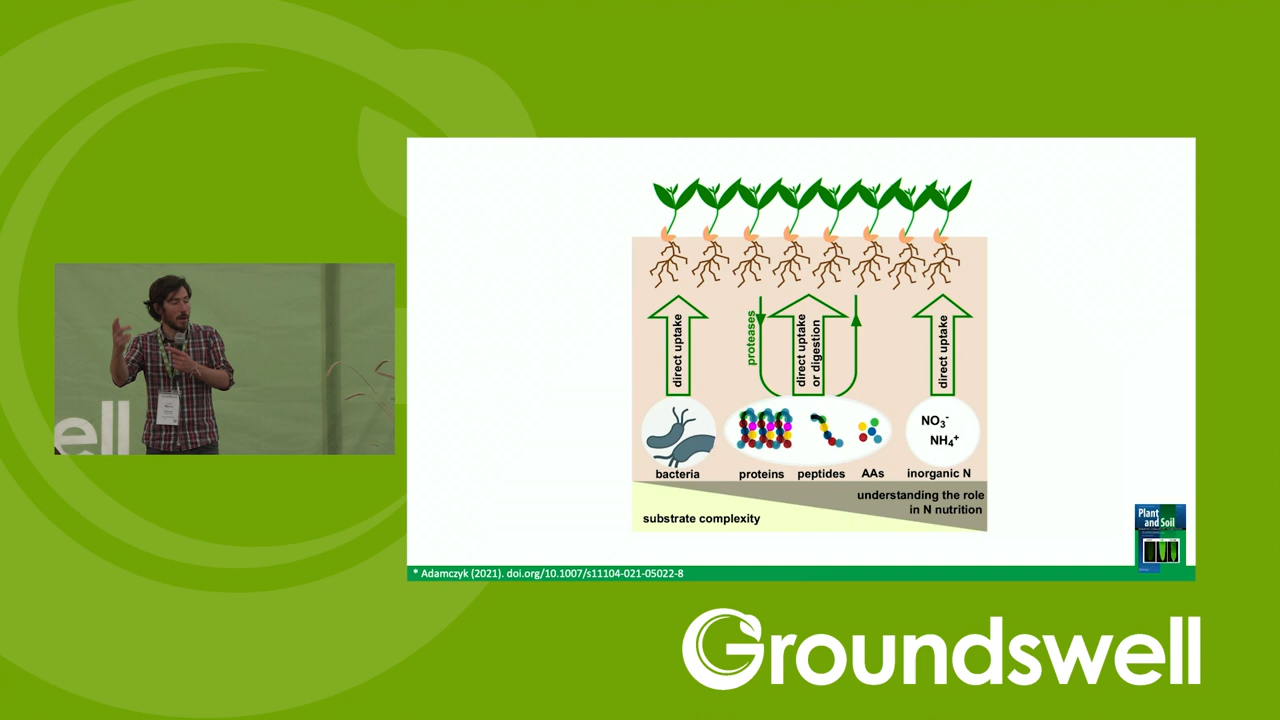 direct uptake
proteases
direct uptake
or digestion
direct uptake
NO₃⁻
NH₄⁺
bacteria
proteins
peptides
AAs
inorganic N
understanding the role
in N nutrition
substrate complexity
Plant
and Soil
* Adamczyk (2021). doi.org/10.1007/s11104-021-05022-8
ell
Groundswell